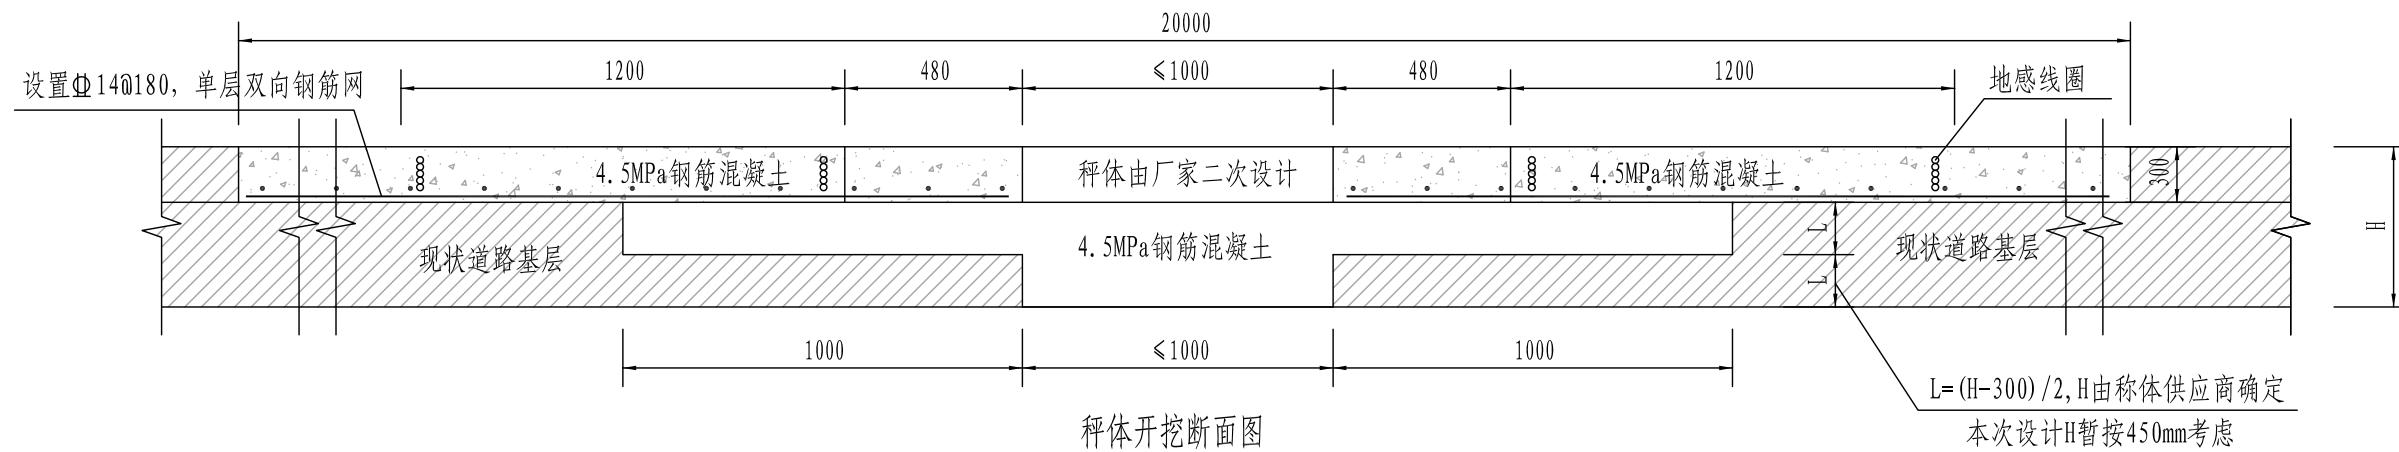 20000
1200
480
≤1000
480
1200
设置Φ14@180，单层双向钢筋网
地感线圈
4.5MPa钢筋混凝土
秤体由厂家二次设计
4.5MPa钢筋混凝土
300
H
现状道路基层
4.5MPa钢筋混凝土
L
现状道路基层
L
1000
≤1000
1000
L=(H-300)/2,H由称体供应商确定
本次设计H暂按450mm考虑
秤体开挖断面图